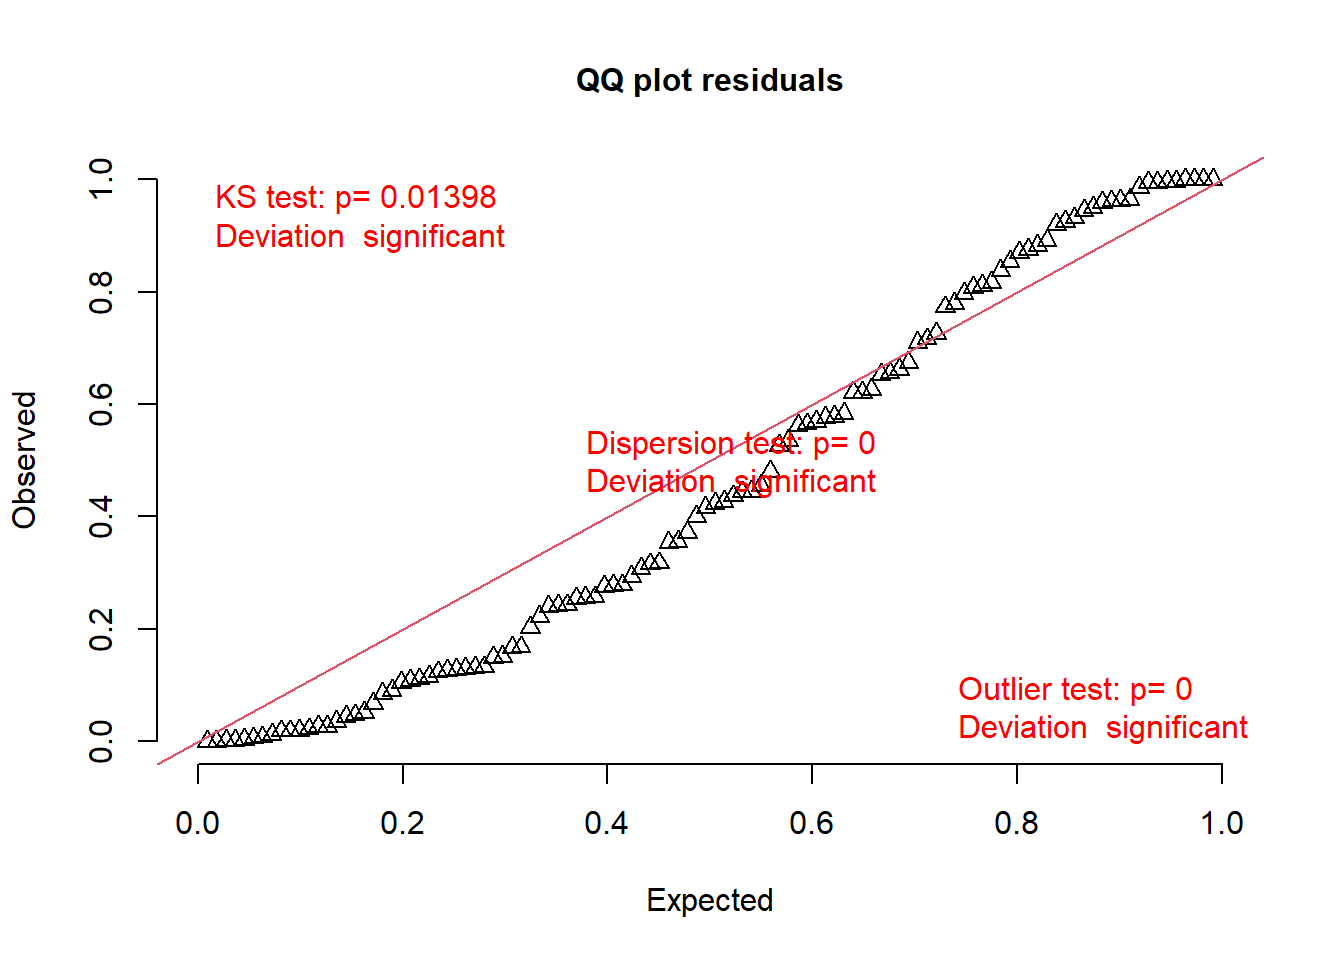 QQ plot residuals
KS test: p= 0.01398
Deviation  significant
Dispersion test: p= 0
Deviation  significant
Outlier test: p= 0
Deviation  significant
Observed
1.0
0.8
0.6
0.4
0.2
0.0
0.0 0.2 0.4 0.6 0.8 1.0
Expected